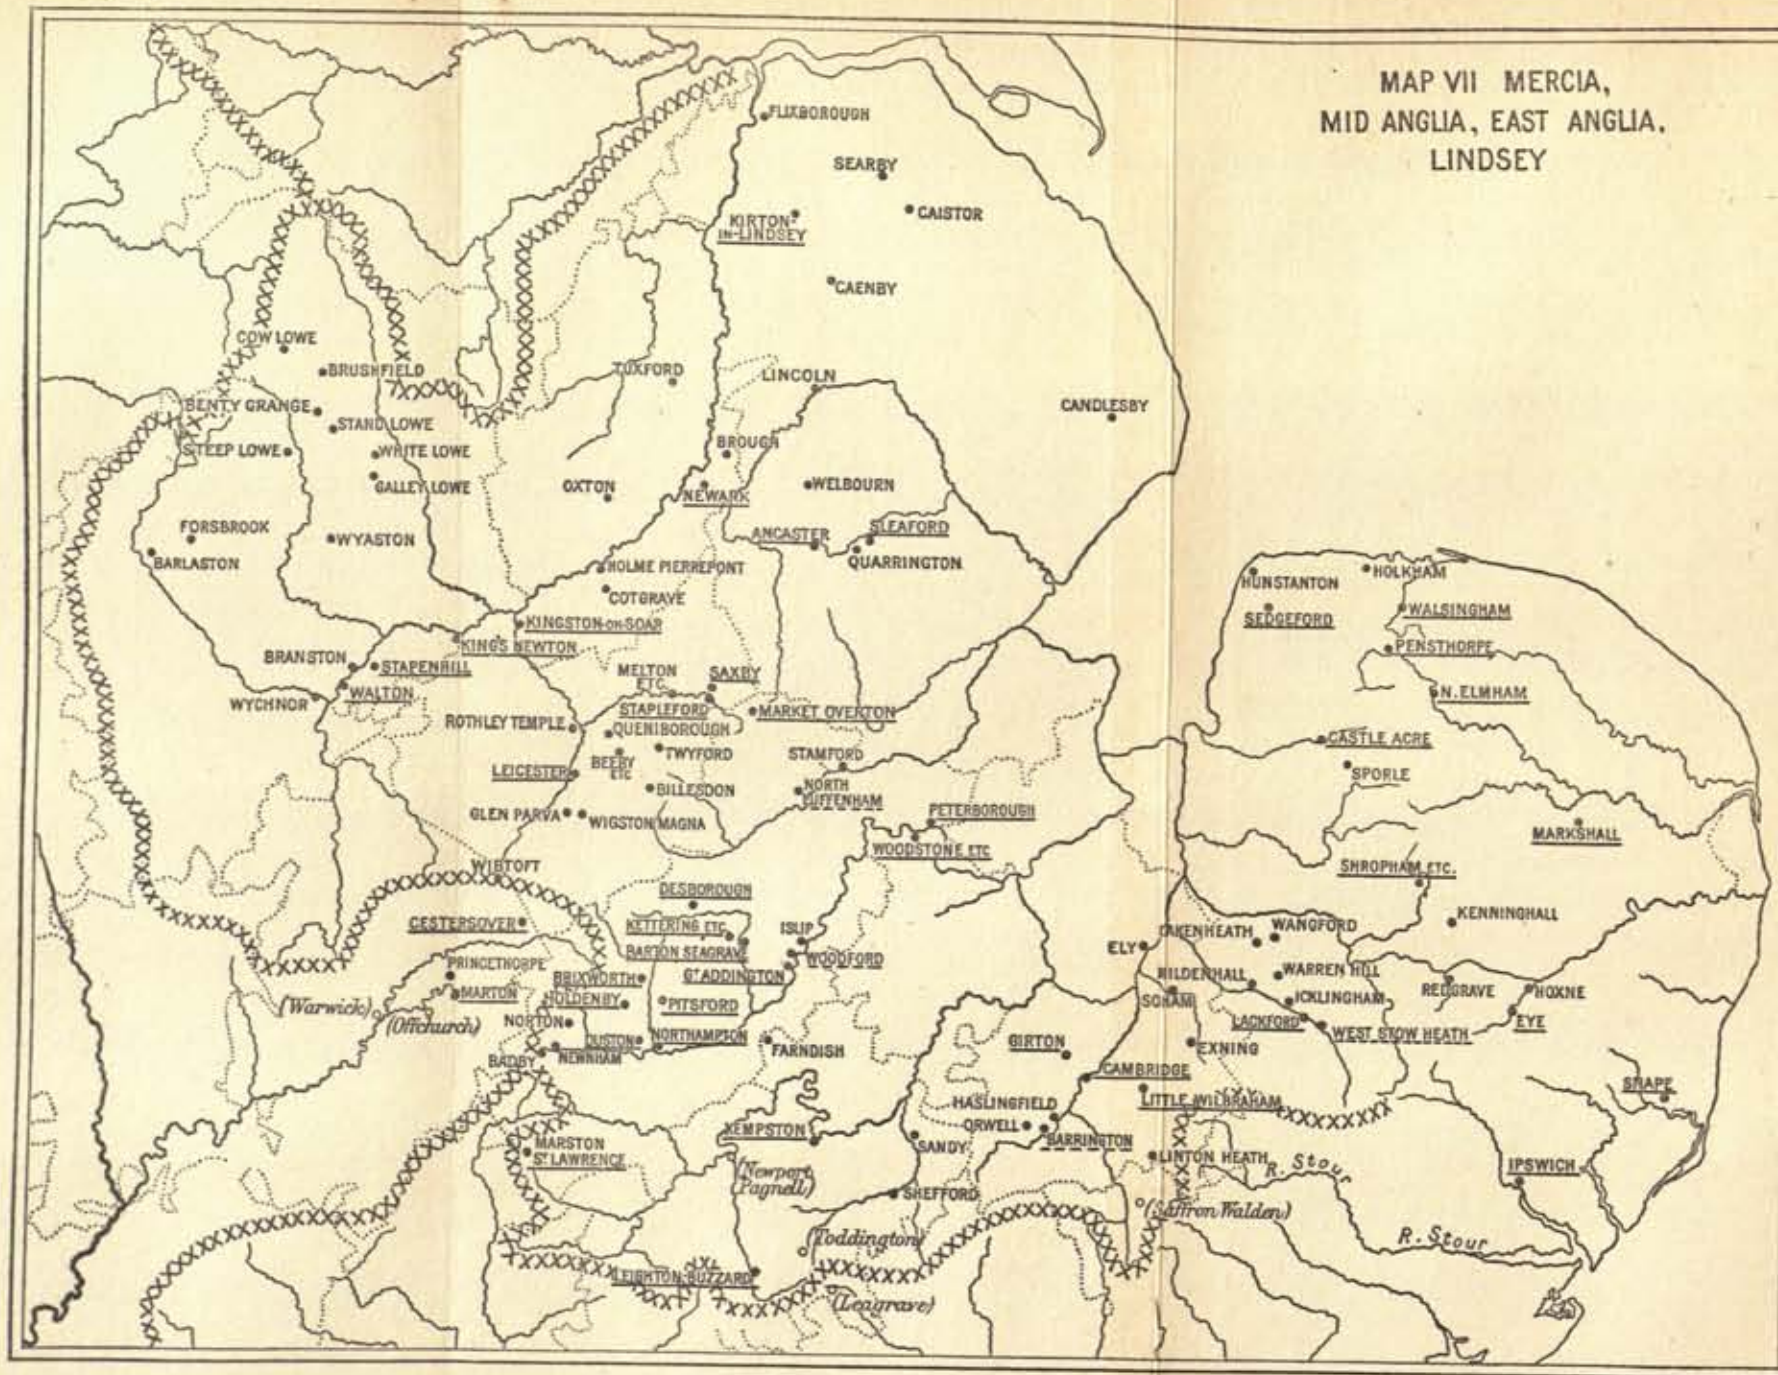 MAP VII MERCIA,
MID ANGLIA, EAST ANGLIA,
LINDSEY
FLIXBOROUGH
SEARBY
CAISTOR
KIRTON-
IN-LINDSEY
CAENBY
COW LOWE
BRUSHFIELD
TUXFORD
LINCOLN
BENTY GRANGE
STAND LOWE
CANDLESBY
STEEP LOWE
WHITE LOWE
BROUGH
GALLEY LOWE
OXTON
NEWARK
WELBOURN
FORSBROOK
WYASTON
ANCASTER
SLEAFORD
BARLASTON
QUARRINGTON
HOLME PIERREPONT
COTGRAVE
HUNSTANTON
HOLKHAM
SEDGEFORD
WALSINGHAM
KINGSTON-ON-SOAR
KING'S NEWTON
PENSTHORPE
BRANSTON
STAPENHILL
MELTON
ETC.
SAXBY
WALTON
N. ELMHAM
WYCHNOR
STAPLEFORD
MARKET OVERTON
ROTHLEY TEMPLE
QUENIBOROUGH
CASTLE ACRE
BEEBY
ETC
TWYFORD
STAMFORD
LEICESTER
SPORLE
BILLESDON
NORTH
LUFFENHAM
GLEN PARVA
WIGSTON MAGNA
PETERBOROUGH
MARKSHALL
WOODSTONE ETC
WIBTOFT
SHROPHAM ETC.
DESBOROUGH
CESTERSOVER
KETTERING ETC
ISLIP
KENNINGHALL
BARTON SEAGRAVE
WOODFORD
ELY
LAKENHEATH
WANGFORD
PRINCETHORPE
BRIXWORTH
GT ADDINGTON
MILDENHALL
WARREN HILL
MARTON
HOLDENBY
PITSFORD
SOHAM
ICKLINGHAM
REDGRAVE
HOXNE
(Warwick)
(Offchurch)
NORTON
DUSTON
NORTHAMPTON
LACKFORD
WEST STOW HEATH
EYE
BADBY
NEWNHAM
FARNDISH
GIRTON
EXNING
CAMBRIDGE
SNAPE
HASLINGFIELD
LITTLE WILBRAHAM
KEMPSTON
ORWELL
BARRINGTON
MARSTON
ST LAWRENCE
SANDY
LINTON HEATH
R. Stour
IPSWICH
(Newport
Pagnell)
SHEFFORD
(Saffron Walden)
(Toddington)
R. Stour
LEIGHTON BUZZARD
(Leagrave)